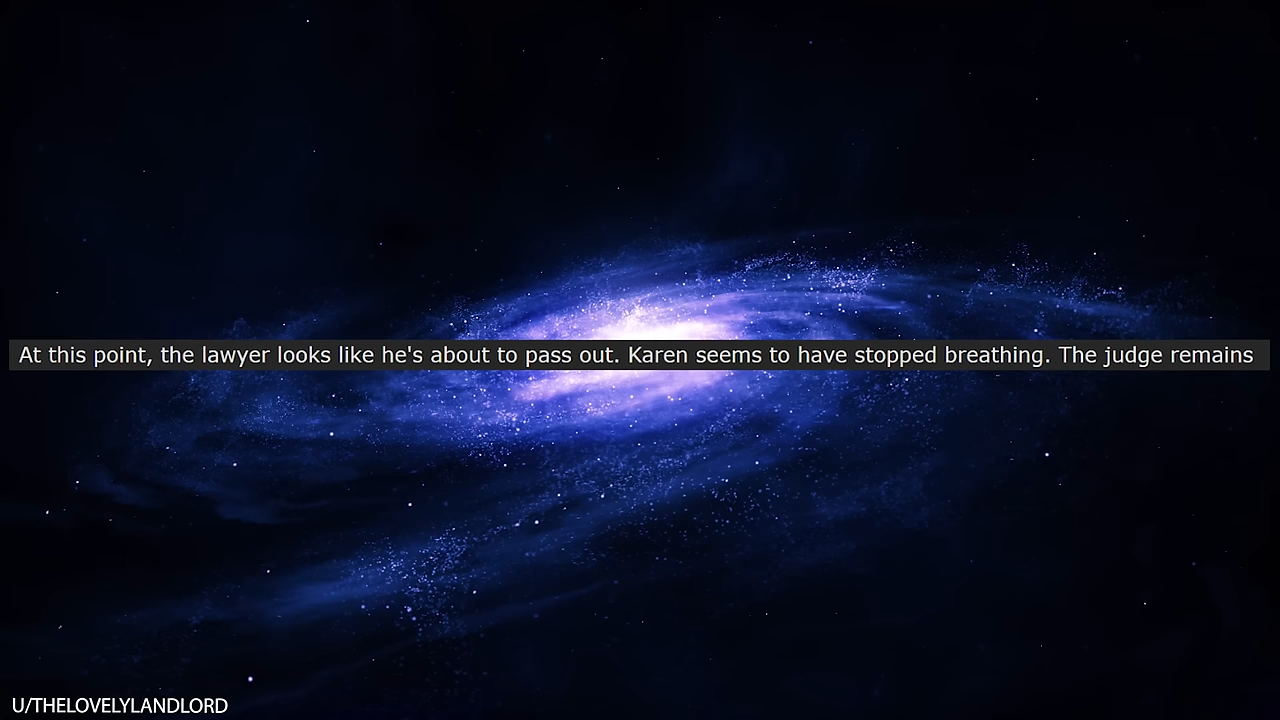 At this point, the lawyer looks like he's about to pass out. Karen seems to have stopped breathing. The judge remains
U/THELOVELYLANDLORD